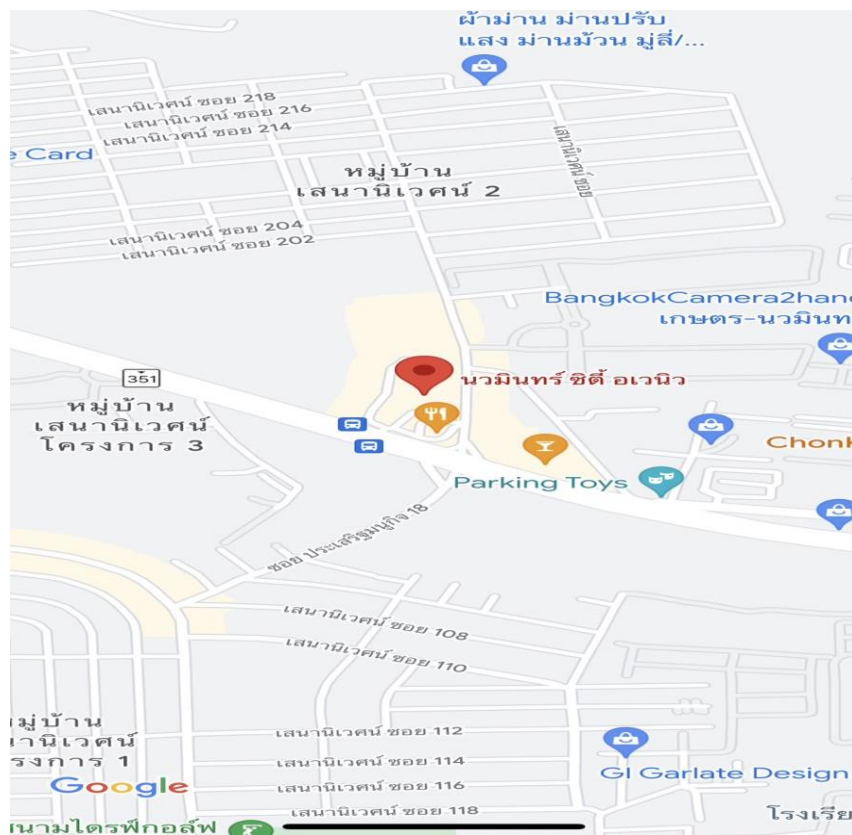 ผ้าม่าน ม่านปรับ
แสง ม่านม้วน มู่ลี่/...
เสนานิเวศน์ ซอย 218
เสนานิเวศน์ ซอย 216
เสนานิเวศน์ ซอย 214
Card
หมู่บ้าน
เสนานิเวศน์ 2
เสนานิเวศน์ ซอย
เสนานิเวศน์ ซอย 204
เสนานิเวศน์ ซอย 202
BangkokCamera2hand
เกษตร-นวมินท
351
นวมินทร์ ซิตี้ อเวนิว
หมู่บ้าน
เสนานิเวศน์
โครงการ 3
Chonk
Parking Toys
ซอย ประเสริฐมนูกิจ 18
เสนานิเวศน์ ซอย 108
เสนานิเวศน์ ซอย 110
หมู่บ้าน
านิเวศน์
รงการ 1
เสนานิเวศน์ ซอย 112
เสนานิเวศน์ ซอย 114
เสนานิเวศน์ ซอย 116
เสนานิเวศน์ ซอย 118
Google
GI Garlate Design
โรงเรีย
สนามไดรฟ์กอล์ฟ